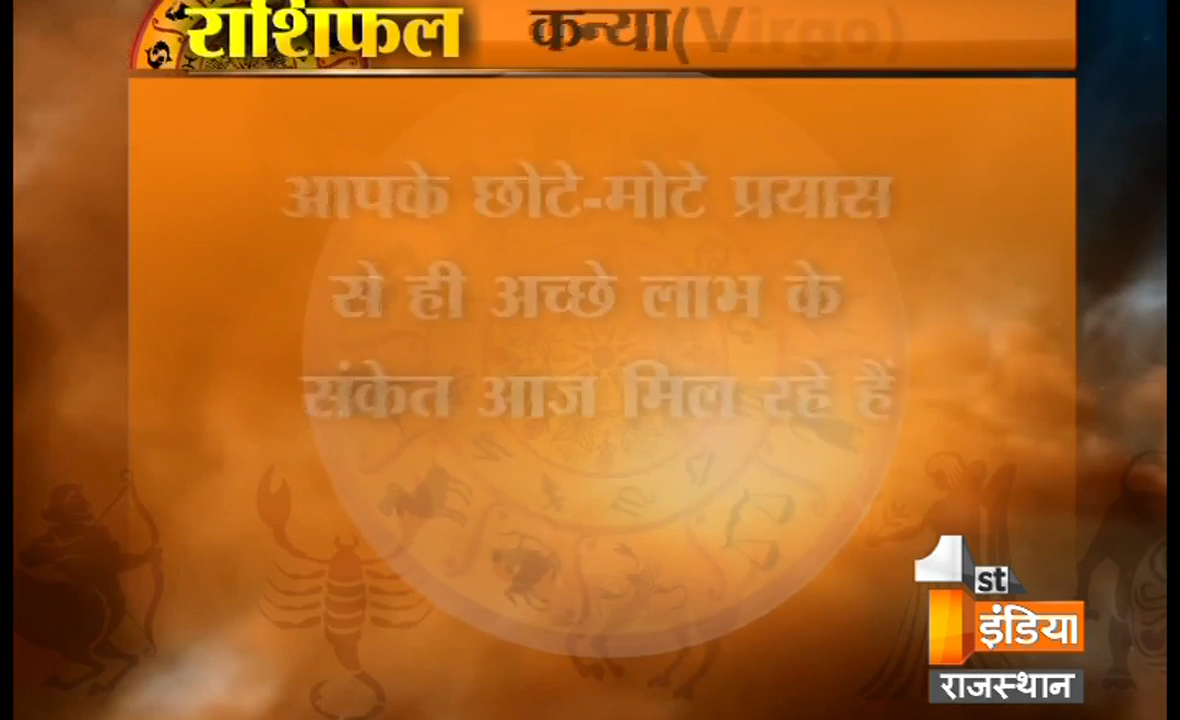 राशिफल कन्या(Virgo)
आपके छोटे-मोटे प्रयास
से ही अच्छे लाभ के
संकेत आज मिल रहे हैं
1st
इंडिया
राजस्थान